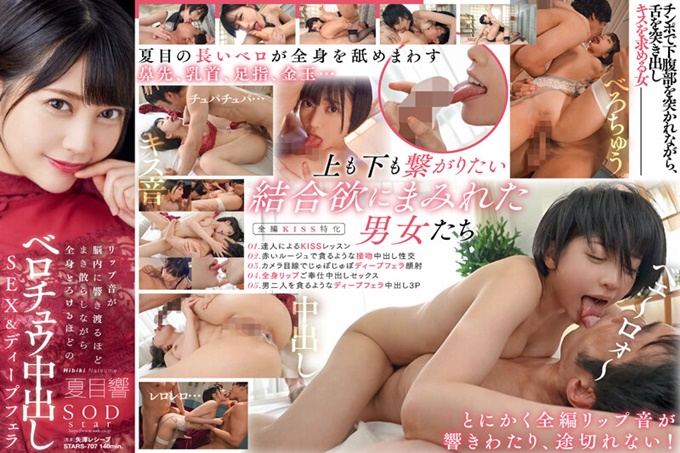 チンポで下腹部を突かれながら、
舌を突き出し
キスを求める女
べろちゅう
夏目の長いベロが全身を舐めまわす
鼻先、乳首、足指、金玉…
チュパチュパ…
キス音
上も下も繋がりたい
結合欲にまみれた
男女たち
全編KISS特化
01.達人によるKISSレッスン
02.赤いルージュで貪るような接吻中出し性交
03.カメラ目線でじゅぽじゅぽディープフェラ顔射
04.全身リップご奉仕中出しセックス
05.男二人を貪るようなディープフェラ中出し3P
中出し
レロレロ…
とにかく全編リップ音が
響きわたり、途切れない!
リップ音が
脳内に響き渡るほど
まき散らしながら
全身とろけるほどの、
ベロチュウ中出し
SEX&ディープフェラ
Hibiki Natsume
夏目響
SOD
star
STARS-707 140min.